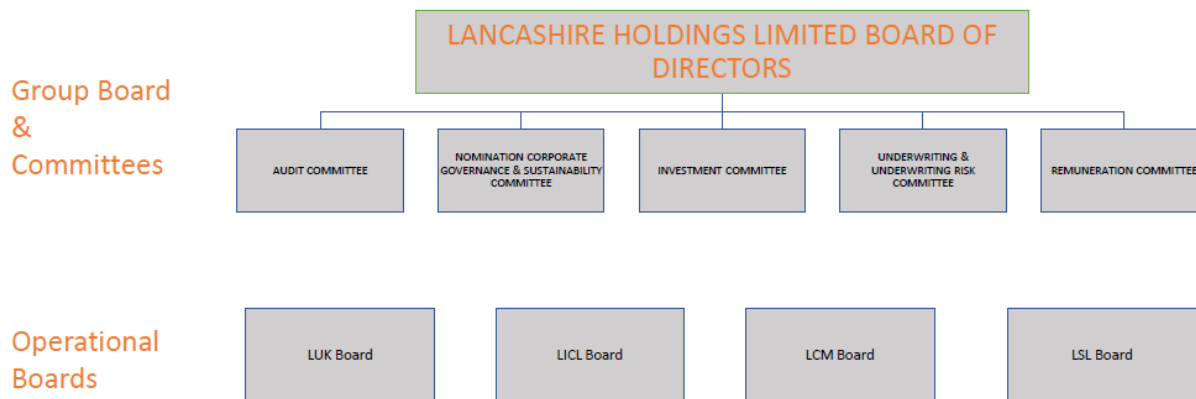 LANCASHIRE HOLDINGS LIMITED BOARD OF
DIRECTORS
Group Board
&
Committees
AUDIT COMMITTEE
NOMINATION CORPORATE
GOVERNANCE & SUSTAINABILITY
COMMITTEE
INVESTMENT COMMITTEE
UNDERWRITING &
UNDERWRITING RISK
COMMITTEE
REMUNERATION COMMITTEE
Operational
Boards
LUK Board
LICL Board
LCM Board
LSL Board